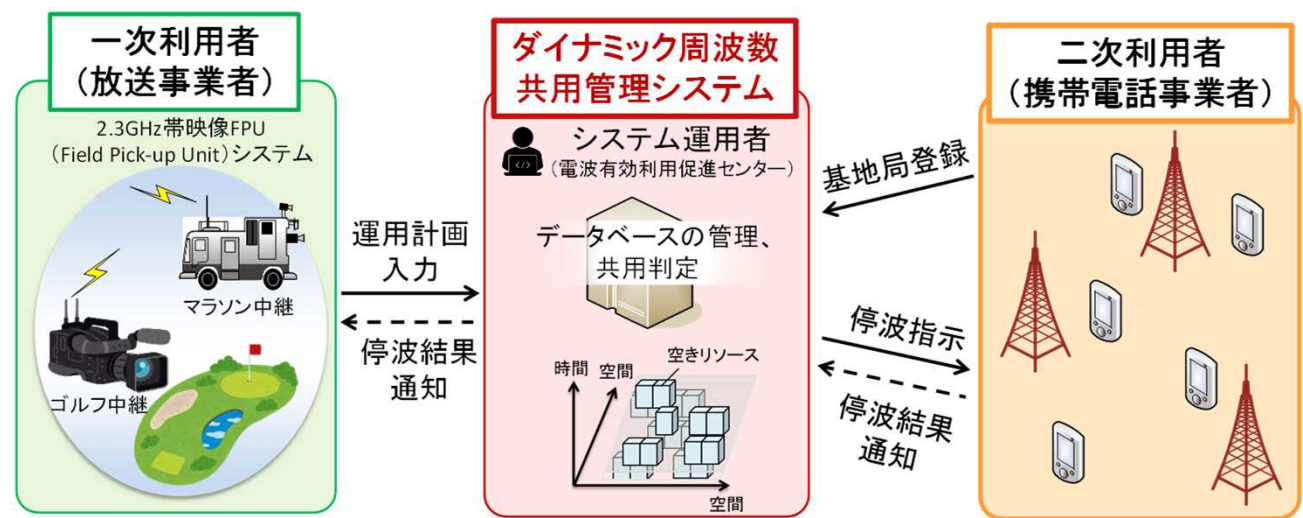 一次利用者
（放送事業者）
2.3GHz帯映像FPU
（Field Pick-up Unit）システム
マラソン中継
ゴルフ中継
運用計画
入力
停波結果
通知
ダイナミック周波数
共用管理システム
システム運用者
（電波有効利用促進センター）
データベースの管理、
共用判定
空きリソース
時間
空間
空間
二次利用者
（携帯電話事業者）
基地局登録
停波指示
停波結果
通知